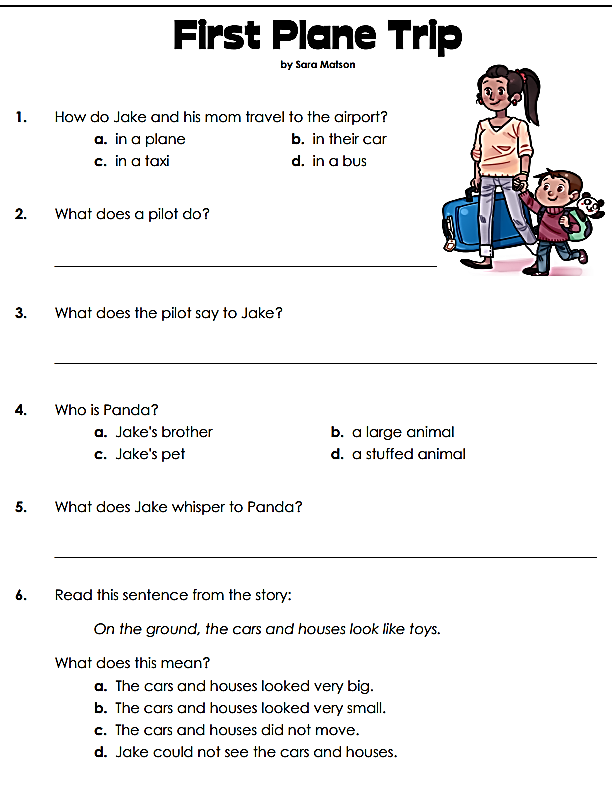 First Plane Trip
by Sara Matson
1. How do Jake and his mom travel to the airport?
a. in a plane b. in their car
c. in a taxi d. in a bus
2. What does a pilot do?
3. What does the pilot say to Jake?
4. Who is Panda?
a. Jake's brother b. a large animal
c. Jake's pet d. a stuffed animal
5. What does Jake whisper to Panda?
6. Read this sentence from the story:
On the ground, the cars and houses look like toys.
What does this mean?
a. The cars and houses looked very big.
b. The cars and houses looked very small.
c. The cars and houses did not move.
d. Jake could not see the cars and houses.